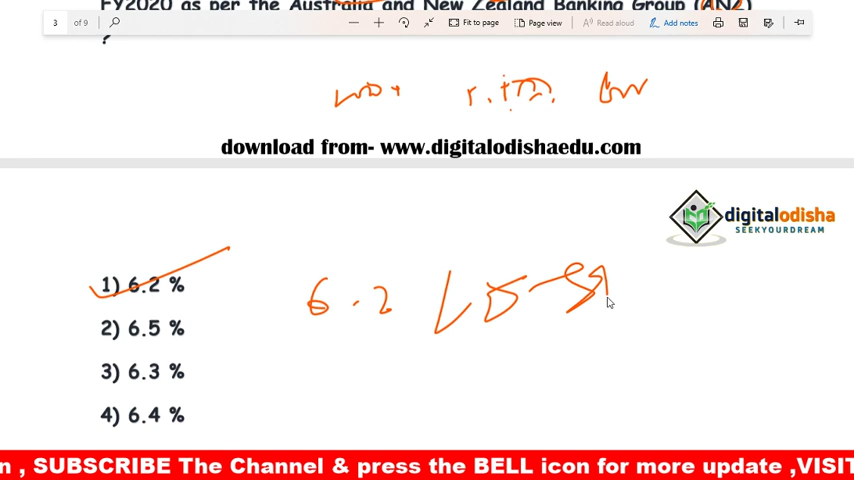 FY2020 as per the Australia and New Zealand Banking Group (ANZ)
3 of 9 Fit to page Page view Read aloud Add notes
?
download from- www.digitalodishaedu.com
digitalodisha
SEEKYOURDREAM
1) 6.2 %
6.2
2) 6.5 %
3) 6.3 %
4) 6.4 %
n , SUBSCRIBE The Channel & press the BELL icon for more update ,VISIT